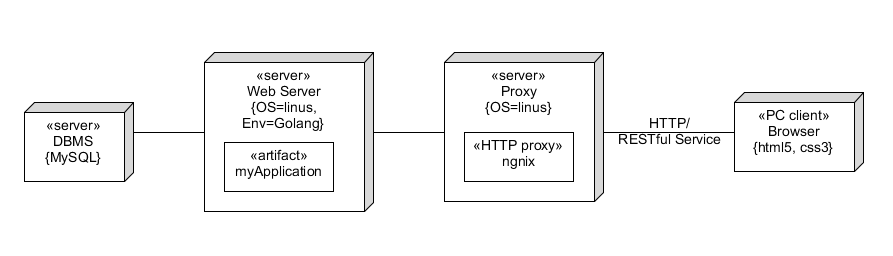 «server»
DBMS
{MySQL}
«server»
Web Server
{OS=linus,
Env=Golang}
«artifact»
myApplication
«server»
Proxy
{OS=linus}
«HTTP proxy»
ngnix
HTTP/
RESTful Service
«PC client»
Browser
{html5, css3}